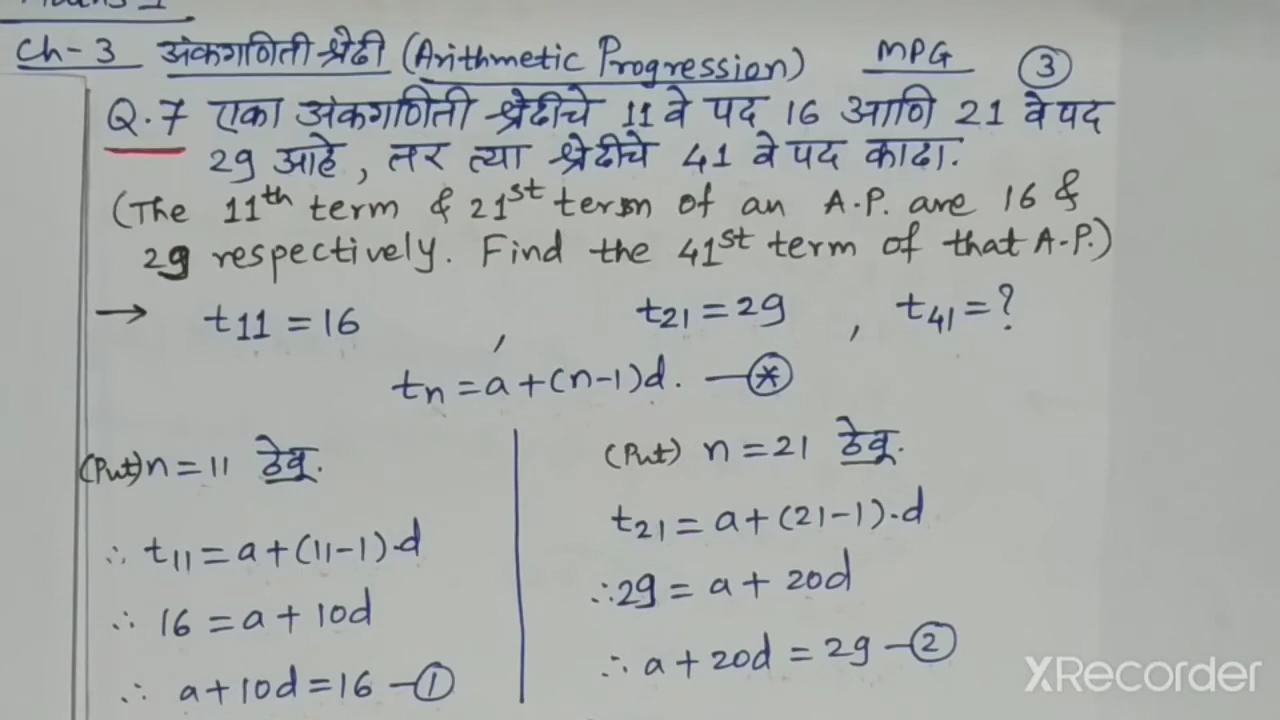 Ch-3 अंकगणिती श्रेढी (Arithmetic Progression) MPG ③
Q.7 एका अंकगणिती श्रेढीचे 11 वे पद 16 आणि 21 वे पद
29 आहे, तर त्या श्रेढीचे 41 वे पद काढा.
(The 11th term & 21st term of an A.P. are 16 &
29 respectively. Find the 41st term of that A.P.)
→ t11 = 16 , t21 = 29 , t41 = ?
tn = a + (n-1)d. —⊛
(Put) n = 11 ठेवू.
∴ t11 = a + (11-1).d
∴ 16 = a + 10d
∴ a + 10d = 16 —①
(Put) n = 21 ठेवू.
t21 = a + (21-1).d
∴ 29 = a + 20d
∴ a + 20d = 29 —②
XRecorder